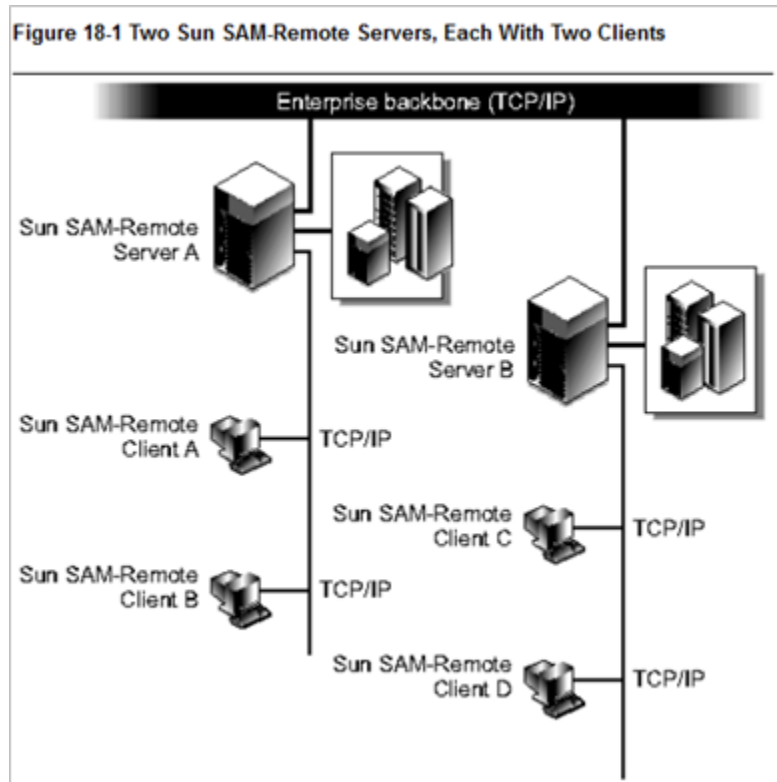 Figure 18-1 Two Sun SAM-Remote Servers, Each With Two Clients
Enterprise backbone (TCP/IP)
Sun SAM-Remote
Server A
Sun SAM-Remote
Server B
Sun SAM-Remote
Client A
TCP/IP
Sun SAM-Remote
Client C
TCP/IP
Sun SAM-Remote
Client B
TCP/IP
Sun SAM-Remote
Client D
TCP/IP